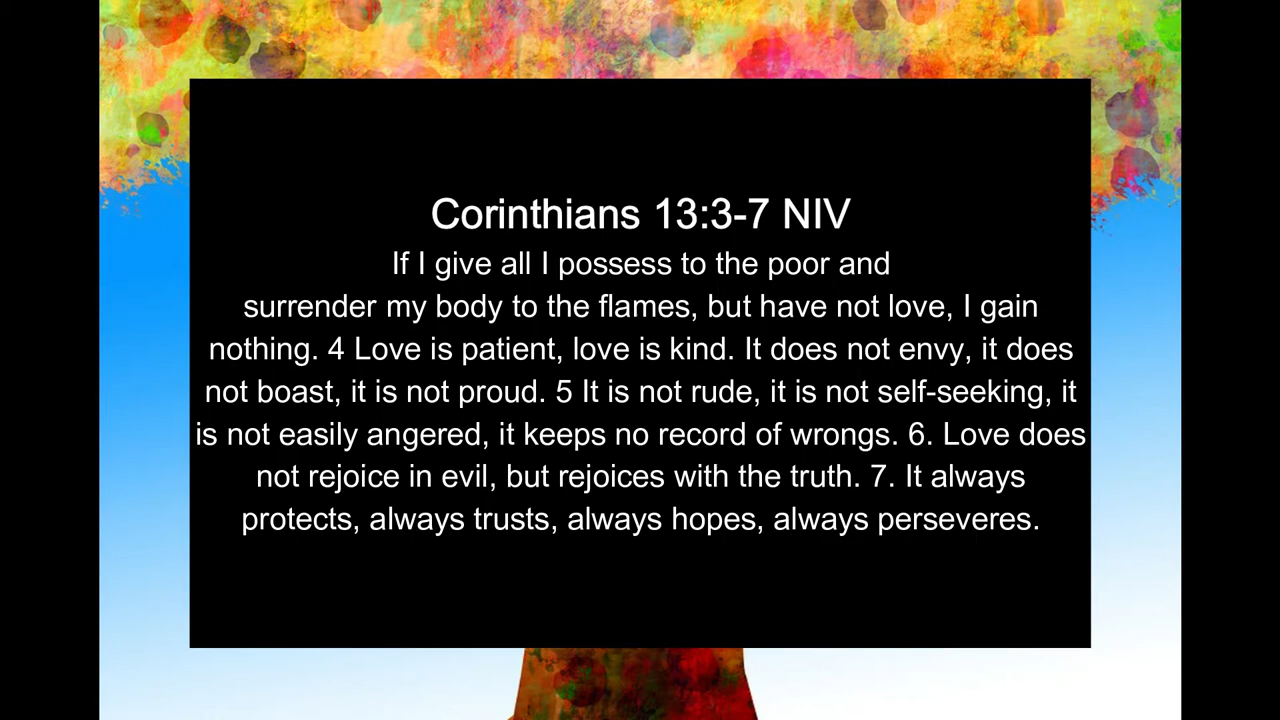 Corinthians 13:3-7 NIV
If I give all I possess to the poor and
surrender my body to the flames, but have not love, I gain
nothing. 4 Love is patient, love is kind. It does not envy, it does
not boast, it is not proud. 5 It is not rude, it is not self-seeking, it
is not easily angered, it keeps no record of wrongs. 6. Love does
not rejoice in evil, but rejoices with the truth. 7. It always
protects, always trusts, always hopes, always perseveres.